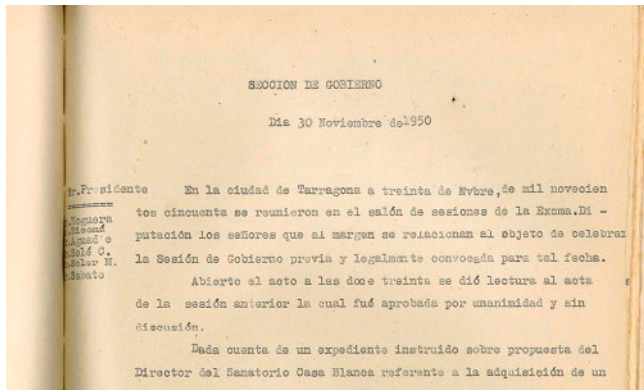 SECCION DE GOBIERNO
Dia 30 Noviembre de 1950
Sr.Presidente
En la ciudad de Tarragona a treinta de Nvbre, de mil novecien
tos cincuenta se reunieron en el salón de sesiones de la Excma.Di -
putación los señores que al margen se relacionan al objeto de celebrar
la Sesión de Gobierno previa y legalmente convocada para tal fecha.
Noguera
Ricomá
Aguadé
Solé C.
Soler M.
Sabate
Abierto el acto a las doce treinta se dió lectura al acta
de la sesión anterior la cual fué aprobada por unanimidad y sin
discusión.
Dada cuenta de un expediente instruido sobre propuesta del
Director del Sanatorio Casa Blanca referente a la adquisición de un